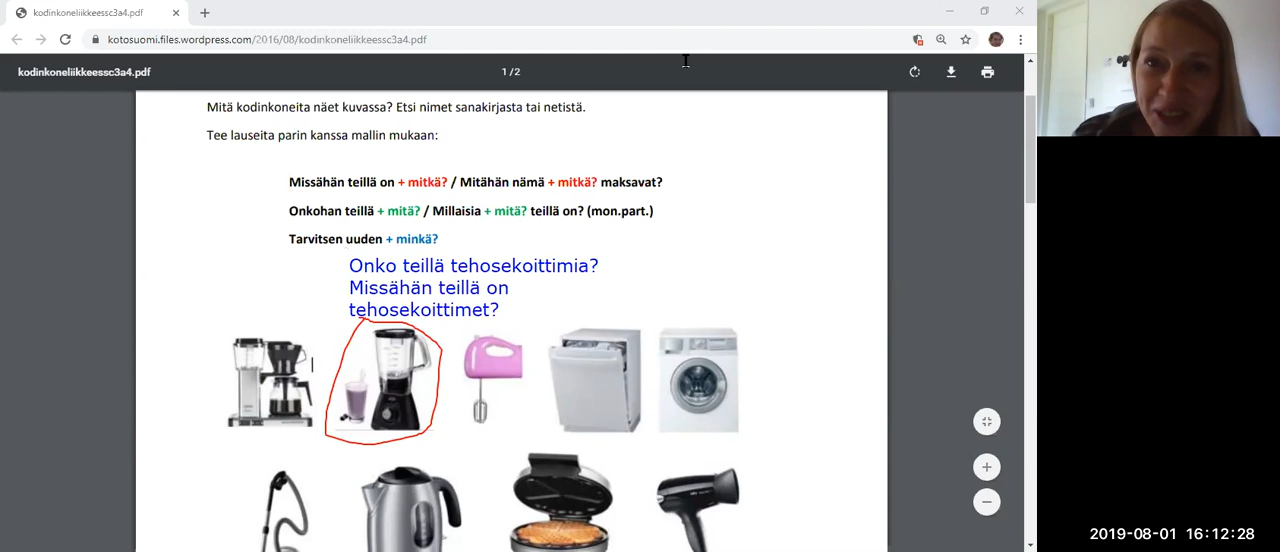 kodinkoneliikkeessc3a4.pdf
kotosuomi.files.wordpress.com/2016/08/kodinkoneliikkeessc3a4.pdf
kodinkoneliikkeessc3a4.pdf
1/2
Mitä kodinkoneita näet kuvassa? Etsi nimet sanakirjasta tai netistä.
Tee lauseita parin kanssa mallin mukaan:
Missähän teillä on + mitkä? / Mitähän nämä + mitkä? maksavat?
Onkohan teillä + mitä? / Millaisia + mitä? teillä on? (mon.part.)
Tarvitsen uuden + minkä?
Onko teillä tehosekoittimia?
Missähän teillä on
tehosekoittimet?
2019-08-01 16:12:28